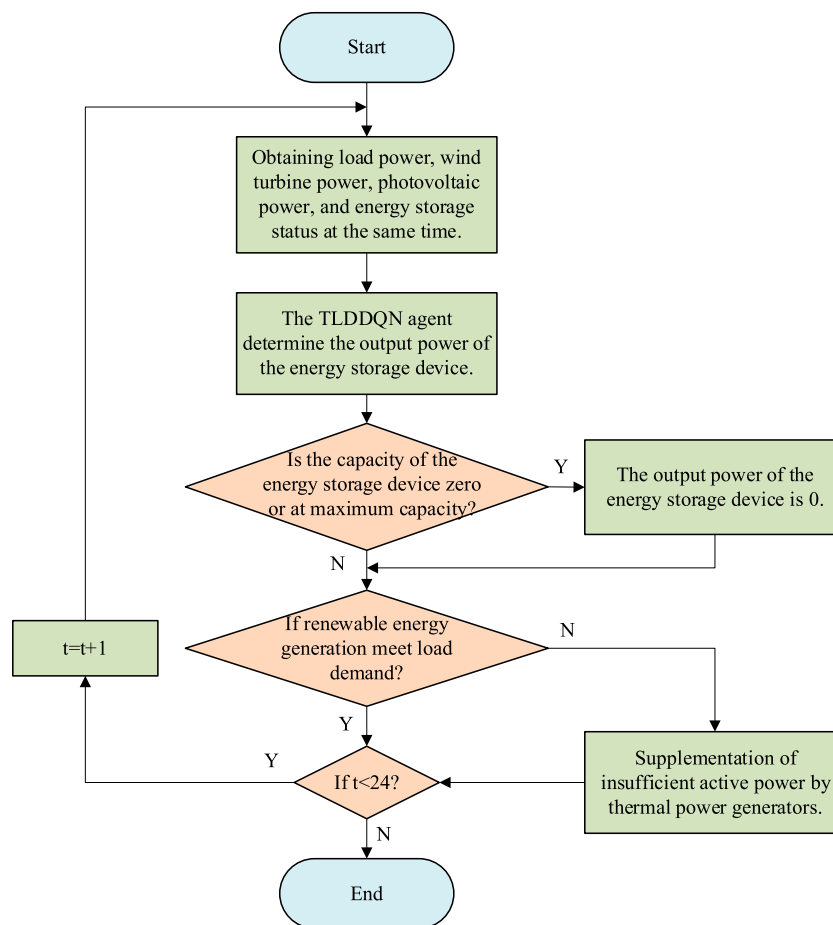 Start
Obtaining load power, wind
turbine power, photovoltaic
power, and energy storage
status at the same time.
The TLDDQN agent
determine the output power of
the energy storage device.
Is the capacity of the
energy storage device zero
or at maximum capacity?
Y
The output power of the
energy storage device is 0.
N
If renewable energy
generation meet load
demand?
N
t=t+1
Y
Supplementation of
insufficient active power by
thermal power generators.
If t<24?
Y
N
End